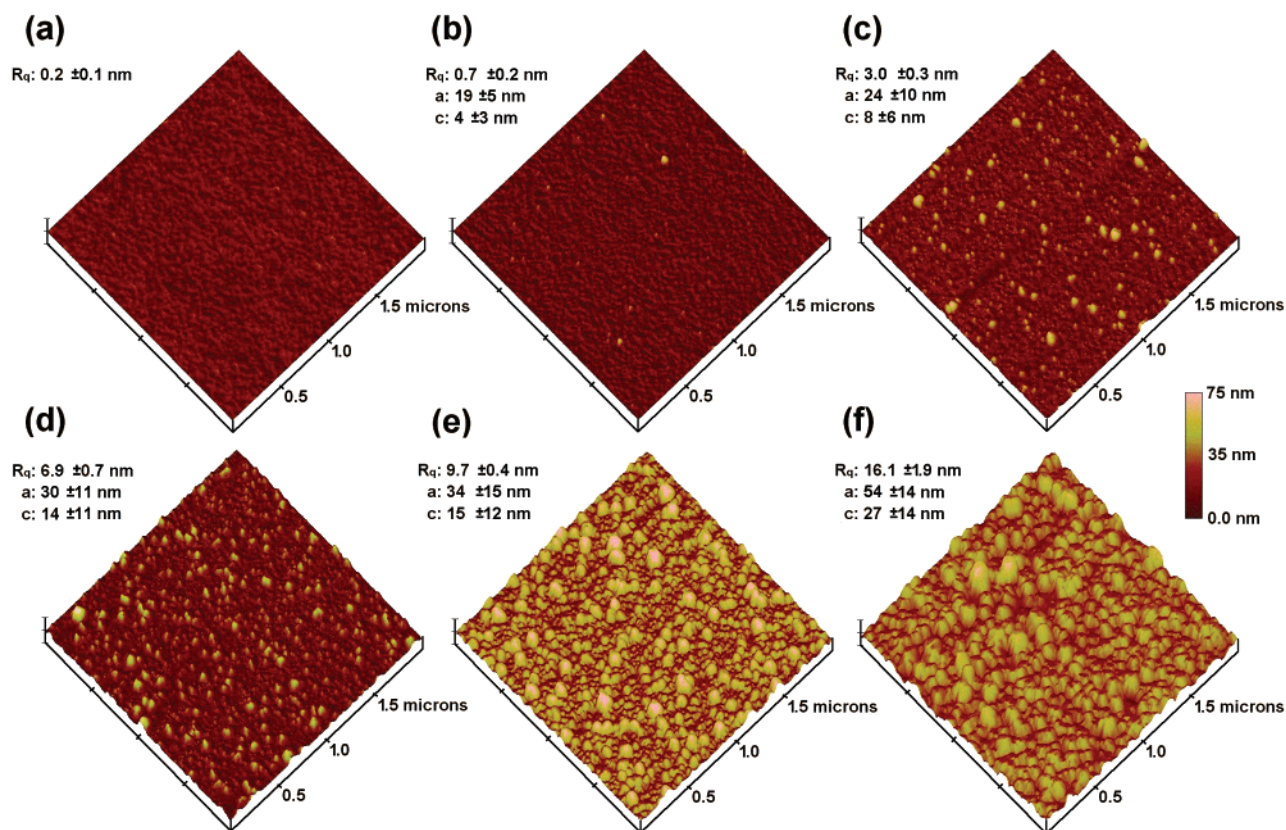 (a)
Rq: 0.2 ±0.1 nm
0.5
1.0
1.5 microns
(b)
Rq: 0.7 ±0.2 nm
a: 19 ±5 nm
c: 4 ±3 nm
0.5
1.0
1.5 microns
(c)
Rq: 3.0 ±0.3 nm
a: 24 ±10 nm
c: 8 ±6 nm
0.5
1.0
1.5 microns
75 nm
35 nm
0.0 nm
(d)
Rq: 6.9 ±0.7 nm
a: 30 ±11 nm
c: 14 ±11 nm
0.5
1.0
1.5 microns
(e)
Rq: 9.7 ±0.4 nm
a: 34 ±15 nm
c: 15 ±12 nm
0.5
1.0
1.5 microns
(f)
Rq: 16.1 ±1.9 nm
a: 54 ±14 nm
c: 27 ±14 nm
0.5
1.0
1.5 microns